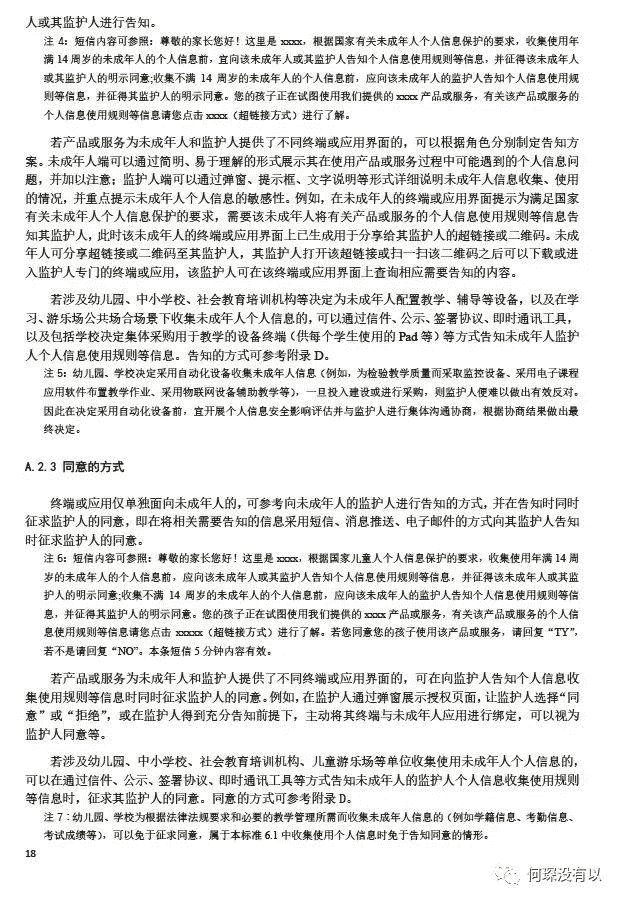 人或其监护人进行告知。
注 4：短信内容可参照：尊敬的家长您好！这里是 xxxx，根据国家有关未成年人个人信息保护的要求，收集使用年
满 14 周岁的未成年人的个人信息前，宜向该未成年人或其监护人告知个人信息使用规则等信息，并征得该未成年人
或其监护人的明示同意;收集不满 14 周岁的未成年人的个人信息前，应向该未成年人的监护人告知个人信息使用规
则等信息，并征得其监护人的明示同意。您的孩子正在试图使用我们提供的 xxxx 产品或服务，有关该产品或服务的
个人信息使用规则等信息请您点击 xxxx（超链接方式）进行了解。
若产品或服务为未成年人和监护人提供了不同终端或应用界面的，可以根据角色分别制定告知方
案。未成年人端可以通过简明、易于理解的形式展示其在使用产品或服务过程中可能遇到的个人信息问
题，并加以注意；监护人端可以通过弹窗、提示框、文字说明等形式详细说明未成年人信息收集、使用
的情况，并重点提示未成年人个人信息的敏感性。例如，在未成年人的终端或应用界面提示为满足国家
有关未成年人个人信息保护的要求，需要该未成年人将有关产品或服务的个人信息使用规则等信息告
知其监护人，此时该未成年人的终端或应用界面上已生成用于分享给其监护人的超链接或二维码。未成
年人可分享超链接或二维码至其监护人，其监护人打开该超链接或扫一扫该二维码之后可以下载或进
入监护人专门的终端或应用，该监护人可在该终端或应用界面上查询相应需要告知的内容。
若涉及幼儿园、中小学校、社会教育培训机构等决定为未成年人配置教学、辅导等设备，以及在学
习、游乐场公共场合场景下收集未成年人个人信息的，可以通过信件、公示、签署协议、即时通讯工具，
以及包括学校决定集体采购用于教学的设备终端（供每个学生使用的 Pad 等）等方式告知未成年人监护
人个人信息使用规则等信息。告知的方式可参考附录 D。
注 5：幼儿园、学校决定采用自动化设备收集未成年人信息（例如，为检验教学质量而采取监控设备、采用电子课程
应用软件布置教学作业、采用物联网设备辅助教学等），一旦投入建设或进行采购，则监护人便难以做出有效反对。
因此在决定采用自动化设备前，宜开展个人信息安全影响评估并与监护人进行集体沟通协商，根据协商结果做出最
终决定。
A.2.3 同意的方式
终端或应用仅单独面向未成年人的，可参考向未成年人的监护人进行告知的方式，并在告知时同时
征求监护人的同意，即在将相关需要告知的信息采用短信、消息推送、电子邮件的方式向其监护人告知
时征求监护人的同意。
注 6：短信内容可参照：尊敬的家长您好！这里是 xxxx，根据国家儿童人个人信息保护的要求，收集使用年满 14 周
岁的未成年人的个人信息前，应向该未成年人或其监护人告知个人信息使用规则等信息，并征得该未成年人或其监
护人的明示同意;收集不满 14 周岁的未成年人的个人信息前，应向该未成年人的监护人告知个人信息使用规则等信
息，并征得其监护人的明示同意。您的孩子正在试图使用我们提供的 xxxx 产品或服务，有关该产品或服务的个人信
息使用规则等信息请您点击 xxxxx（超链接方式）进行了解。若您同意您的孩子使用该产品或服务，请回复“TY”，
若不是请回复“NO”。本条短信 5 分钟内容有效。
若产品或服务为未成年人和监护人提供了不同终端或应用界面的，可在向监护人告知个人信息收
集使用规则等信息时同时征求监护人的同意。例如，在监护人通过弹窗展示授权页面，让监护人选择“同
意”或“拒绝”，或在监护人得到充分告知前提下，主动将其终端与未成年人应用进行绑定，可以视为
监护人同意等。
若涉及幼儿园、中小学校、社会教育培训机构、儿童游乐场等单位收集使用未成年人个人信息的，
可以在通过信件、公示、签署协议、即时通讯工具等方式告知未成年人的监护人个人信息收集使用规则
等信息时，征求其监护人的同意。同意的方式可参考附录 D。
注 7：幼儿园、学校为根据法律法规要求和必要的教学管理所需而收集未成年人信息的（例如学籍信息、考勤信息、
考试成绩等），可以免于征求同意，属于本标准 6.1 中收集使用个人信息时免于告知同意的情形。
18
何琛没有以